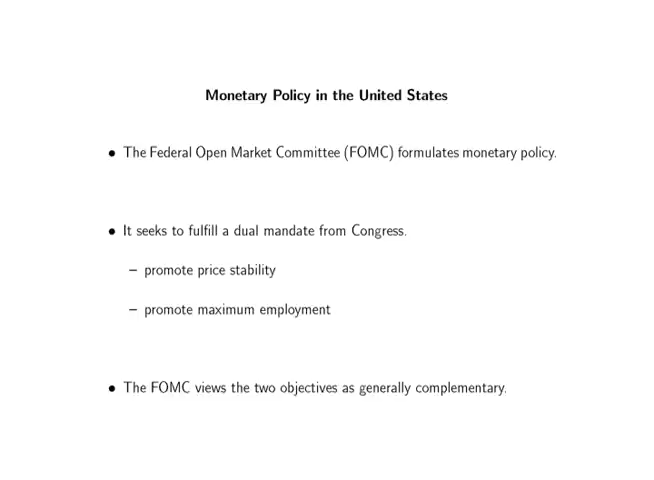 Monetary Policy in the United States
• The Federal Open Market Committee (FOMC) formulates monetary policy.
• It seeks to fulfill a dual mandate from Congress.
– promote price stability
– promote maximum employment
• The FOMC views the two objectives as generally complementary.